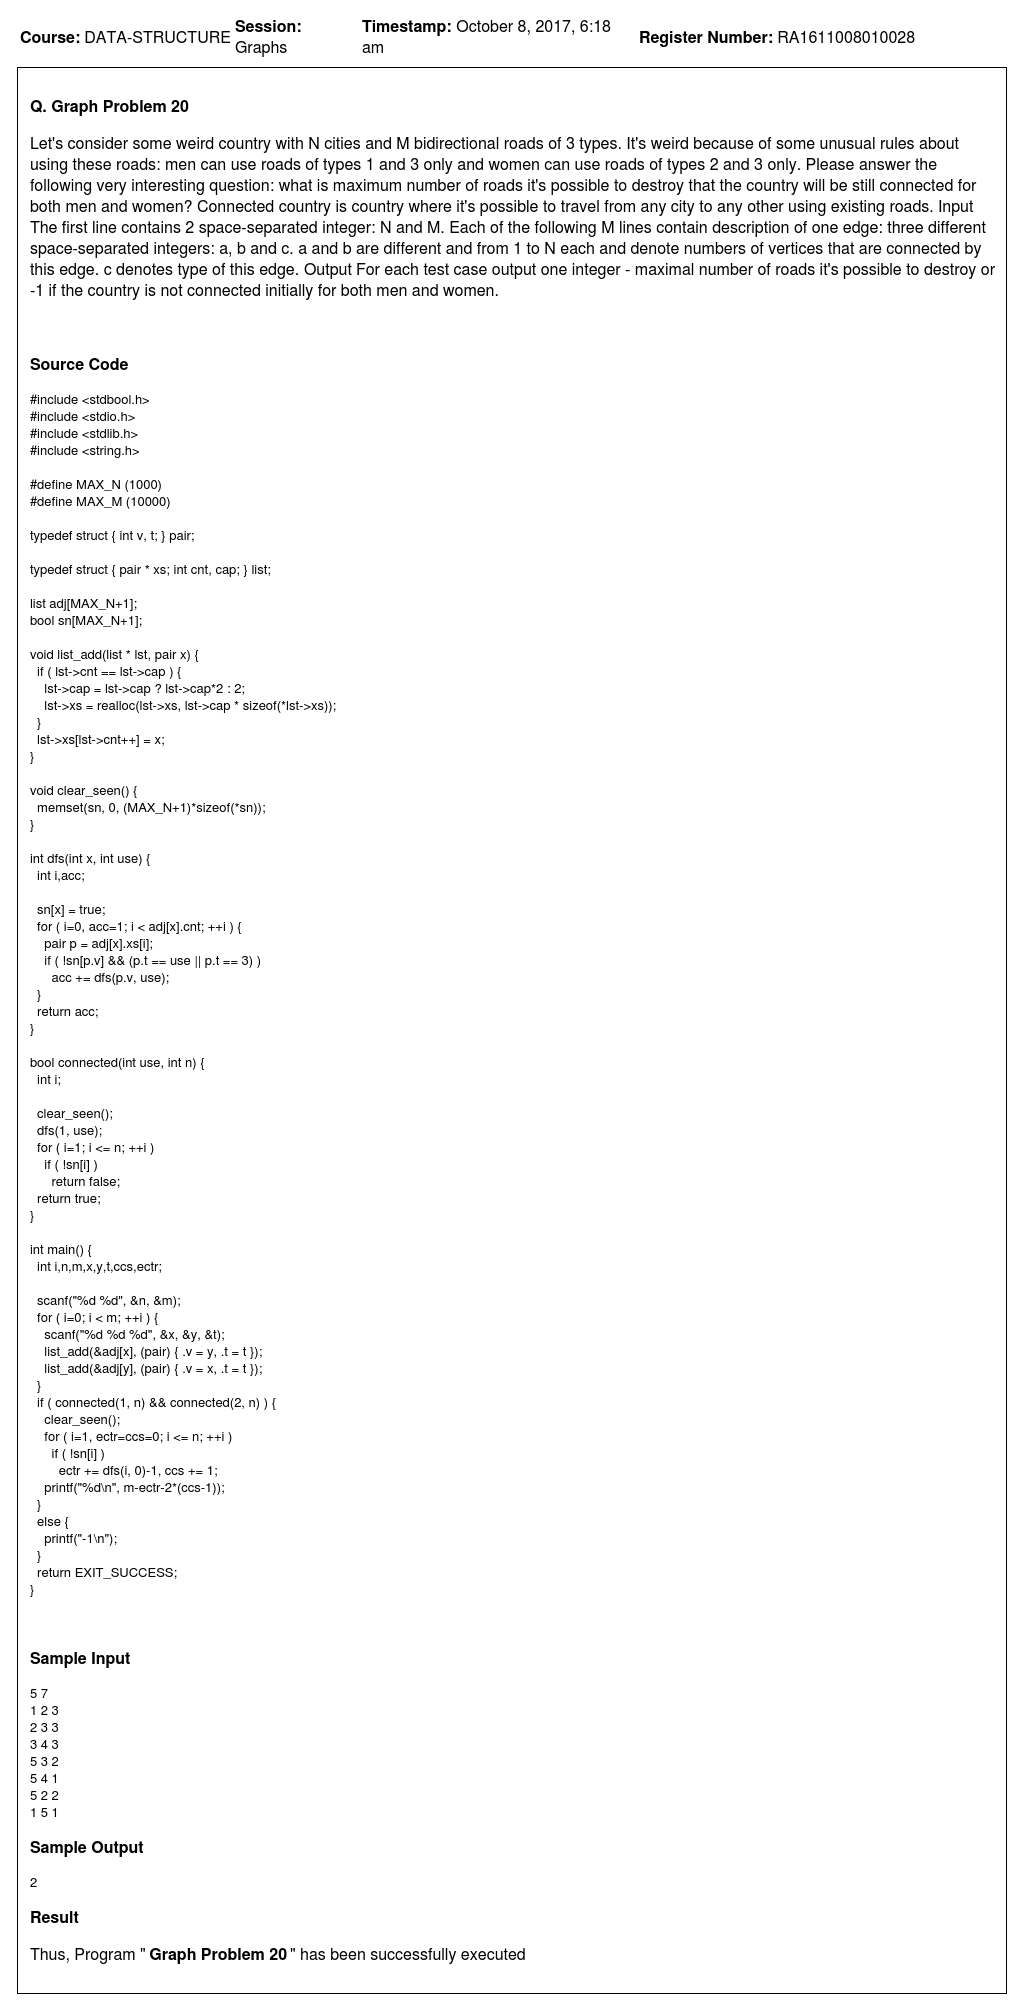 Course: DATA-STRUCTURE Session: Graphs Timestamp: October 8, 2017, 6:18 am Register Number: RA1611008010028
Q. Graph Problem 20
Let's consider some weird country with N cities and M bidirectional roads of 3 types. It's weird because of some unusual rules about
using these roads: men can use roads of types 1 and 3 only and women can use roads of types 2 and 3 only. Please answer the
following very interesting question: what is maximum number of roads it's possible to destroy that the country will be still connected for
both men and women? Connected country is country where it's possible to travel from any city to any other using existing roads. Input
The first line contains 2 space-separated integer: N and M. Each of the following M lines contain description of one edge: three different
space-separated integers: a, b and c. a and b are different and from 1 to N each and denote numbers of vertices that are connected by
this edge. c denotes type of this edge. Output For each test case output one integer - maximal number of roads it's possible to destroy or
-1 if the country is not connected initially for both men and women.
Source Code
#include <stdbool.h>
#include <stdio.h>
#include <stdlib.h>
#include <string.h>
#define MAX_N (1000)
#define MAX_M (10000)
typedef struct { int v, t; } pair;
typedef struct { pair * xs; int cnt, cap; } list;
list adj[MAX_N+1];
bool sn[MAX_N+1];
void list_add(list * lst, pair x) {
if ( lst->cnt == lst->cap ) {
lst->cap = lst->cap ? lst->cap*2 : 2;
lst->xs = realloc(lst->xs, lst->cap * sizeof(*lst->xs));
}
lst->xs[lst->cnt++] = x;
}
void clear_seen() {
memset(sn, 0, (MAX_N+1)*sizeof(*sn));
}
int dfs(int x, int use) {
int i,acc;
sn[x] = true;
for ( i=0, acc=1; i < adj[x].cnt; ++i ) {
pair p = adj[x].xs[i];
if ( !sn[p.v] && (p.t == use || p.t == 3) )
acc += dfs(p.v, use);
}
return acc;
}
bool connected(int use, int n) {
int i;
clear_seen();
dfs(1, use);
for ( i=1; i <= n; ++i )
if ( !sn[i] )
return false;
return true;
}
int main() {
int i,n,m,x,y,t,ccs,ectr;
scanf("%d %d", &n, &m);
for ( i=0; i < m; ++i ) {
scanf("%d %d %d", &x, &y, &t);
list_add(&adj[x], (pair) { .v = y, .t = t });
list_add(&adj[y], (pair) { .v = x, .t = t });
}
if ( connected(1, n) && connected(2, n) ) {
clear_seen();
for ( i=1, ectr=ccs=0; i <= n; ++i )
if ( !sn[i] )
ectr += dfs(i, 0)-1, ccs += 1;
printf("%d\n", m-ectr-2*(ccs-1));
}
else {
printf("-1\n");
}
return EXIT_SUCCESS;
}
Sample Input
5 7
1 2 3
2 3 3
3 4 3
5 3 2
5 4 1
5 2 2
1 5 1
Sample Output
2
Result
Thus, Program " Graph Problem 20 " has been successfully executed